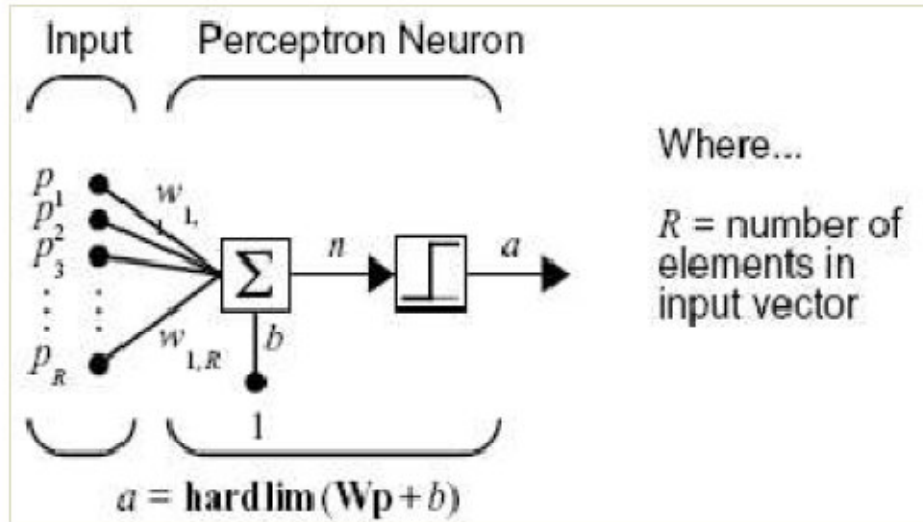 Input Perceptron Neuron
Where...
p1
w1,1
p2
p3
n
a
R = number of
elements in
input vector
Σ
w1,R
b
pR
1
a = hardlim (Wp + b)